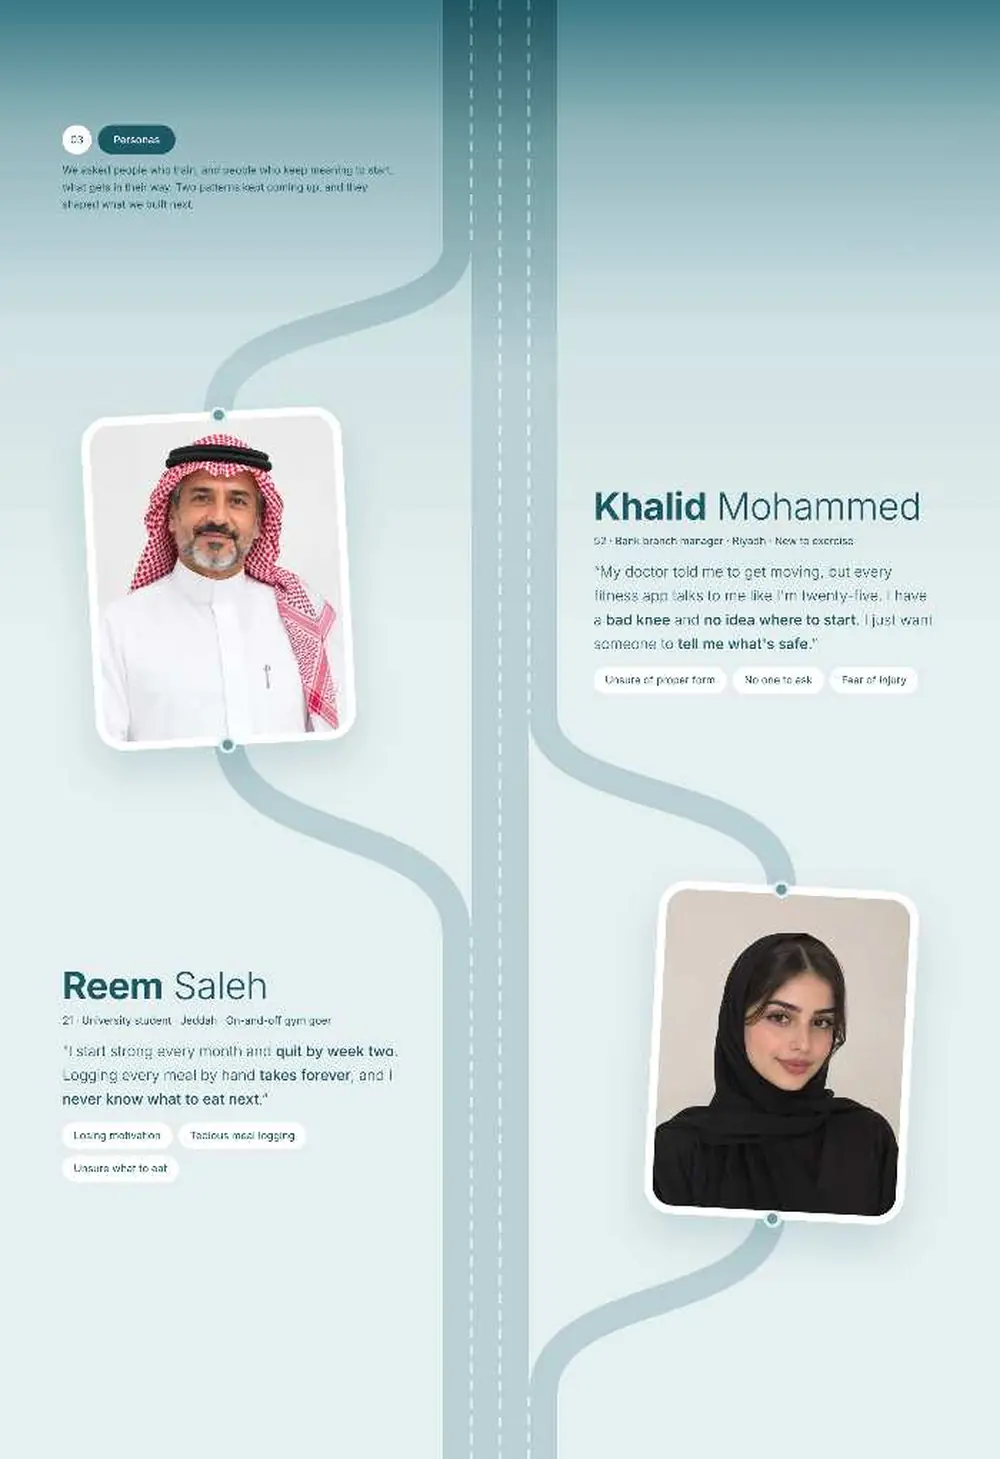 03
Personas
We asked people who train, and people who keep meaning to start,
what gets in their way. Two patterns kept coming up, and they
shaped what we built next.
Khalid Mohammed
52 · Bank branch manager · Riyadh · New to exercise
“My doctor told me to get moving, but every
fitness app talks to me like I'm twenty-five. I have
a bad knee and no idea where to start. I just want
someone to tell me what's safe.”
Unsure of proper form
No one to ask
Fear of injury
Reem Saleh
21 · University student · Jeddah · On-and-off gym goer
“I start strong every month and quit by week two.
Logging every meal by hand takes forever, and I
never know what to eat next.”
Losing motivation
Tedious meal logging
Unsure what to eat